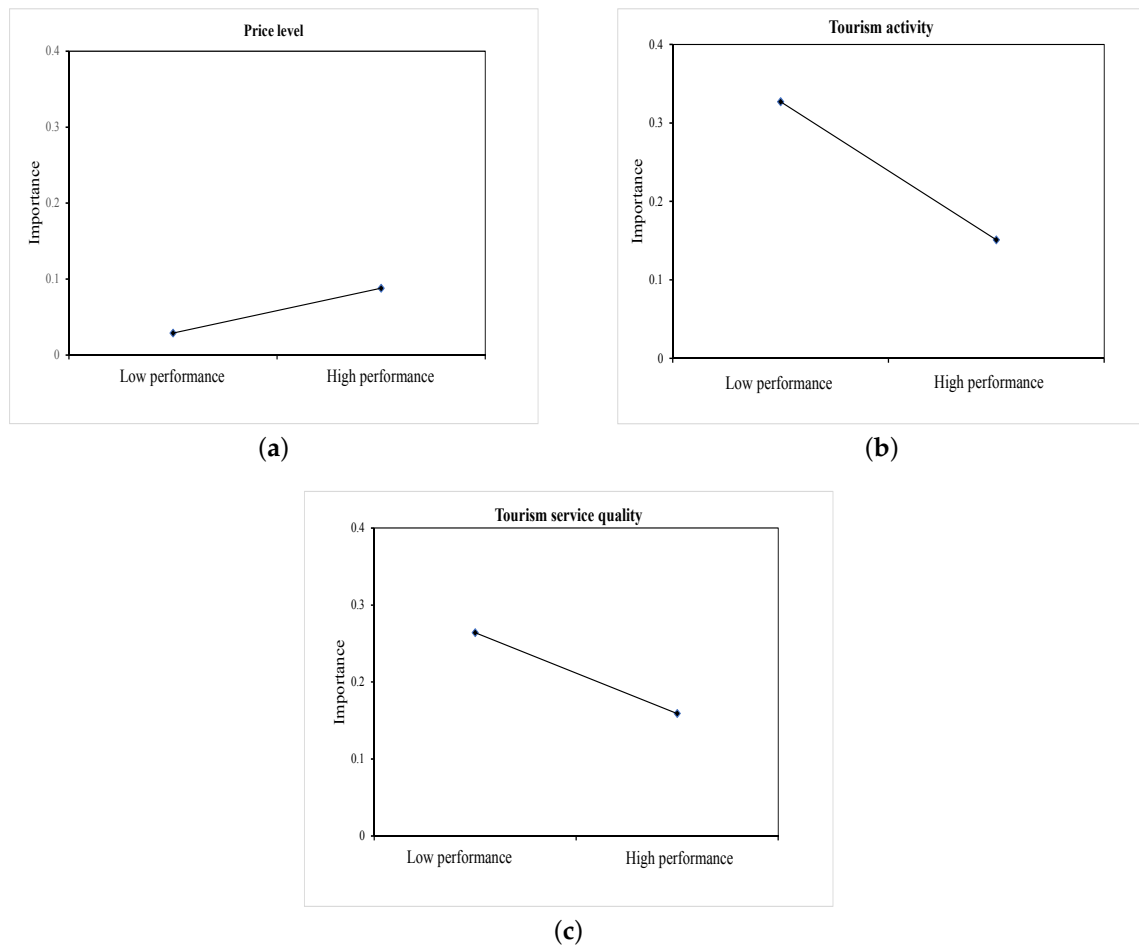 Price level
0.4
0.3
0.2
0.1
0
Importance
Low performance
High performance
(a)
Tourism activity
0.4
0.3
0.2
0.1
0
Importance
Low performance
High performance
(b)
Tourism service quality
0.4
0.3
0.2
0.1
0
Importance
Low performance
High performance
(c)